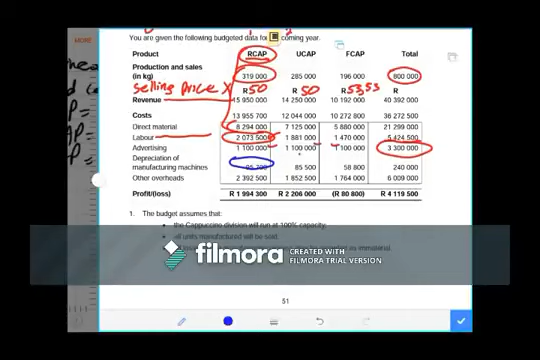 MORE
You are given the following budgeted data for coming year.
Product RCAP UCAP FCAP Total
Production and sales
(in kg) 319 000 285 000 196 000 800 000
selling price X R50 R50 R53,53 R
Revenue 15 950 000 14 250 000 10 192 000 40 392 000
Costs 13 955 700 12 044 000 10 272 800 36 272 500
Direct material 8 294 000 7 125 000 5 880 000 21 299 000
Labour 2 073 500 1 881 000 1 470 000 5 424 500
Advertising 1 100 000 1 100 000 1 100 000 3 300 000
Depreciation of
manufacturing machines 95 700 85 500 58 800 240 000
Other overheads 2 392 500 1 852 500 1 764 000 6 009 000
Profit/(loss) R 1 994 300 R 2 206 000 (R 80 800) R 4 119 500
1. The budget assumes that:
the Cappuccino division will run at 100% capacity.
all units manufactured will be sold.
filmora CREATED WITH
FILMORA TRIAL VERSION
51